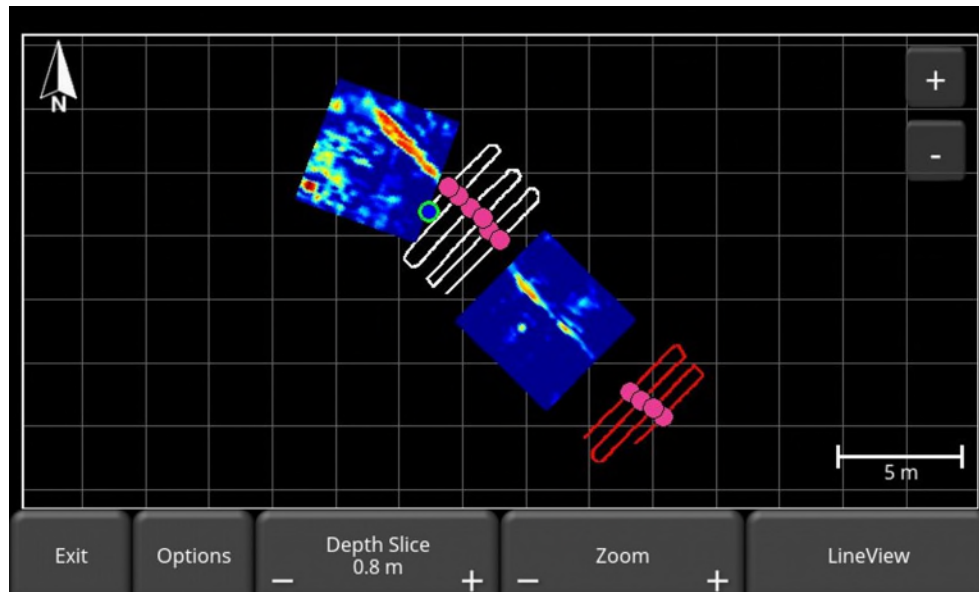 N
+
-
5 m
Exit
Options
Depth Slice
0.8 m
− +
Zoom
− +
LineView